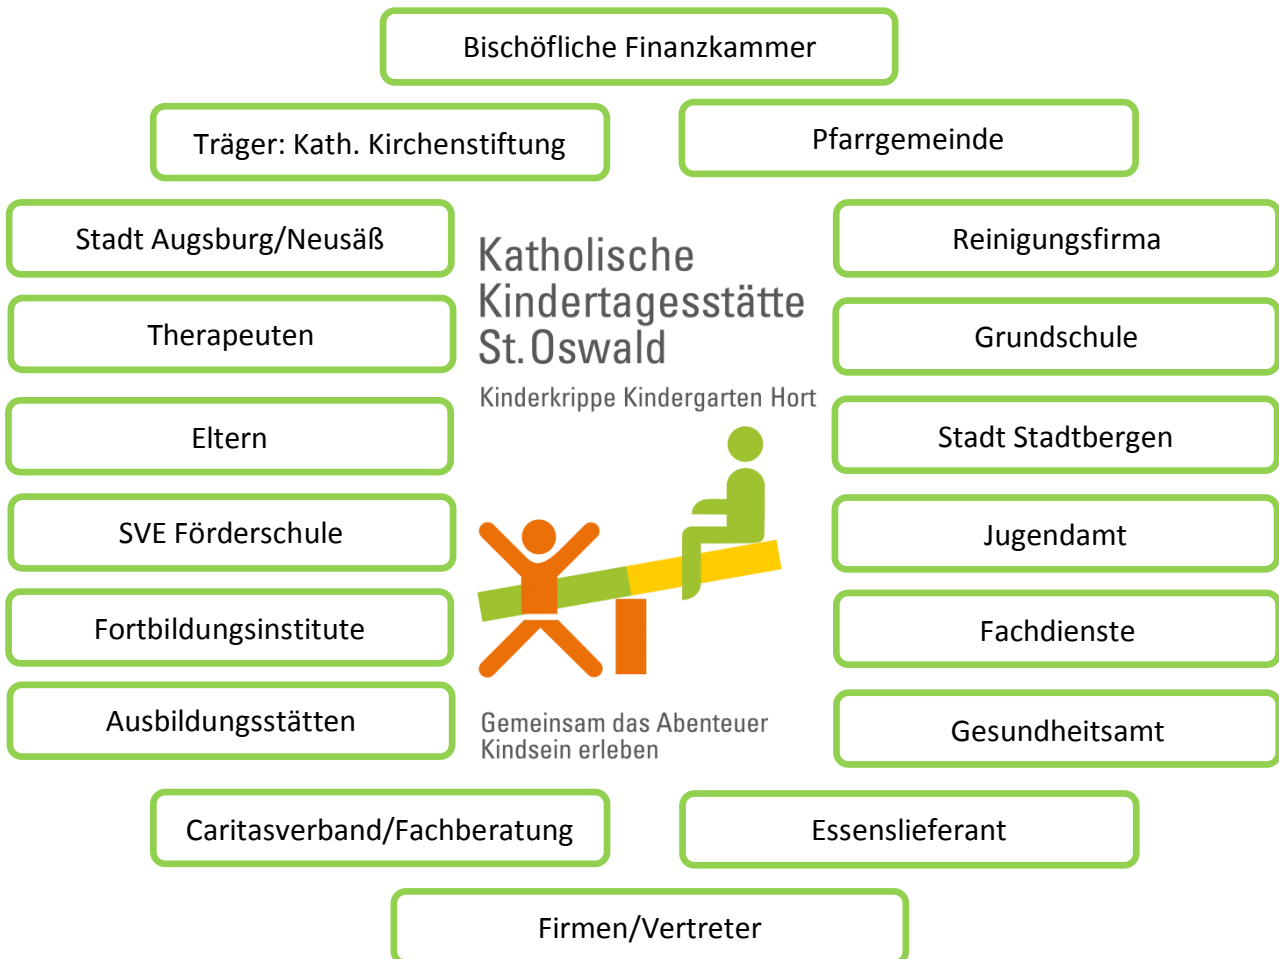 Bischöfliche Finanzkammer
Träger: Kath. Kirchenstiftung
Pfarrgemeinde
Stadt Augsburg/Neusäß
Reinigungsfirma
Katholische
Kindertagesstätte
St. Oswald
Kinderkrippe Kindergarten Hort
Therapeuten
Grundschule
Eltern
Stadt Stadtbergen
SVE Förderschule
Jugendamt
Fortbildungsinstitute
Fachdienste
Ausbildungsstätten
Gesundheitsamt
Gemeinsam das Abenteuer
Kindsein erleben
Caritasverband/Fachberatung
Essenslieferant
Firmen/Vertreter